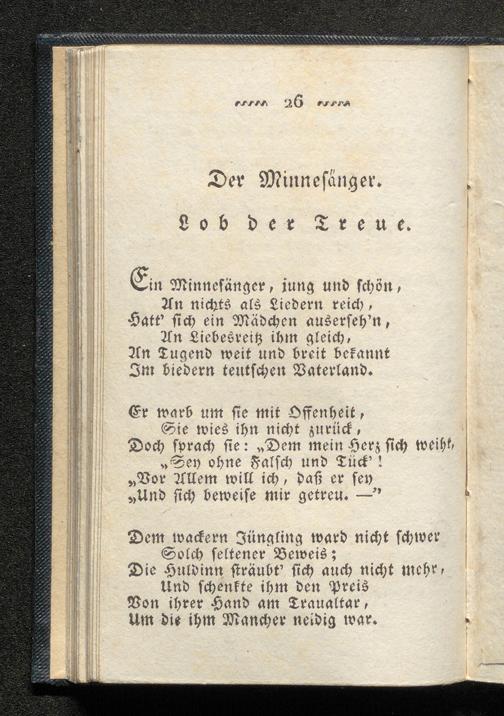 26
Der Minnesänger.
Lob der Treue.
Ein Minnesänger, jung und schön,
An nichts als Liedern reich,
Hatt' sich ein Mädchen auserseh'n,
An Liebesreitz ihm gleich,
An Tugend weit und breit bekannt
Im biedern teutschen Vaterland.
Er warb um sie mit Offenheit,
Sie wies ihn nicht zurück,
Doch sprach sie: „Dem mein Herz sich weiht,
„Sey ohne Falsch und Tück'!
„Vor Allem will ich, daß er sey
„Und sich beweise mir getreu. —”
Dem wackern Jüngling ward nicht schwer
Solch seltener Beweis;
Die Huldinn sträubt' sich auch nicht mehr,
Und schenkte ihm den Preis
Von ihrer Hand am Traualtar,
Um die ihm Mancher neidig war.